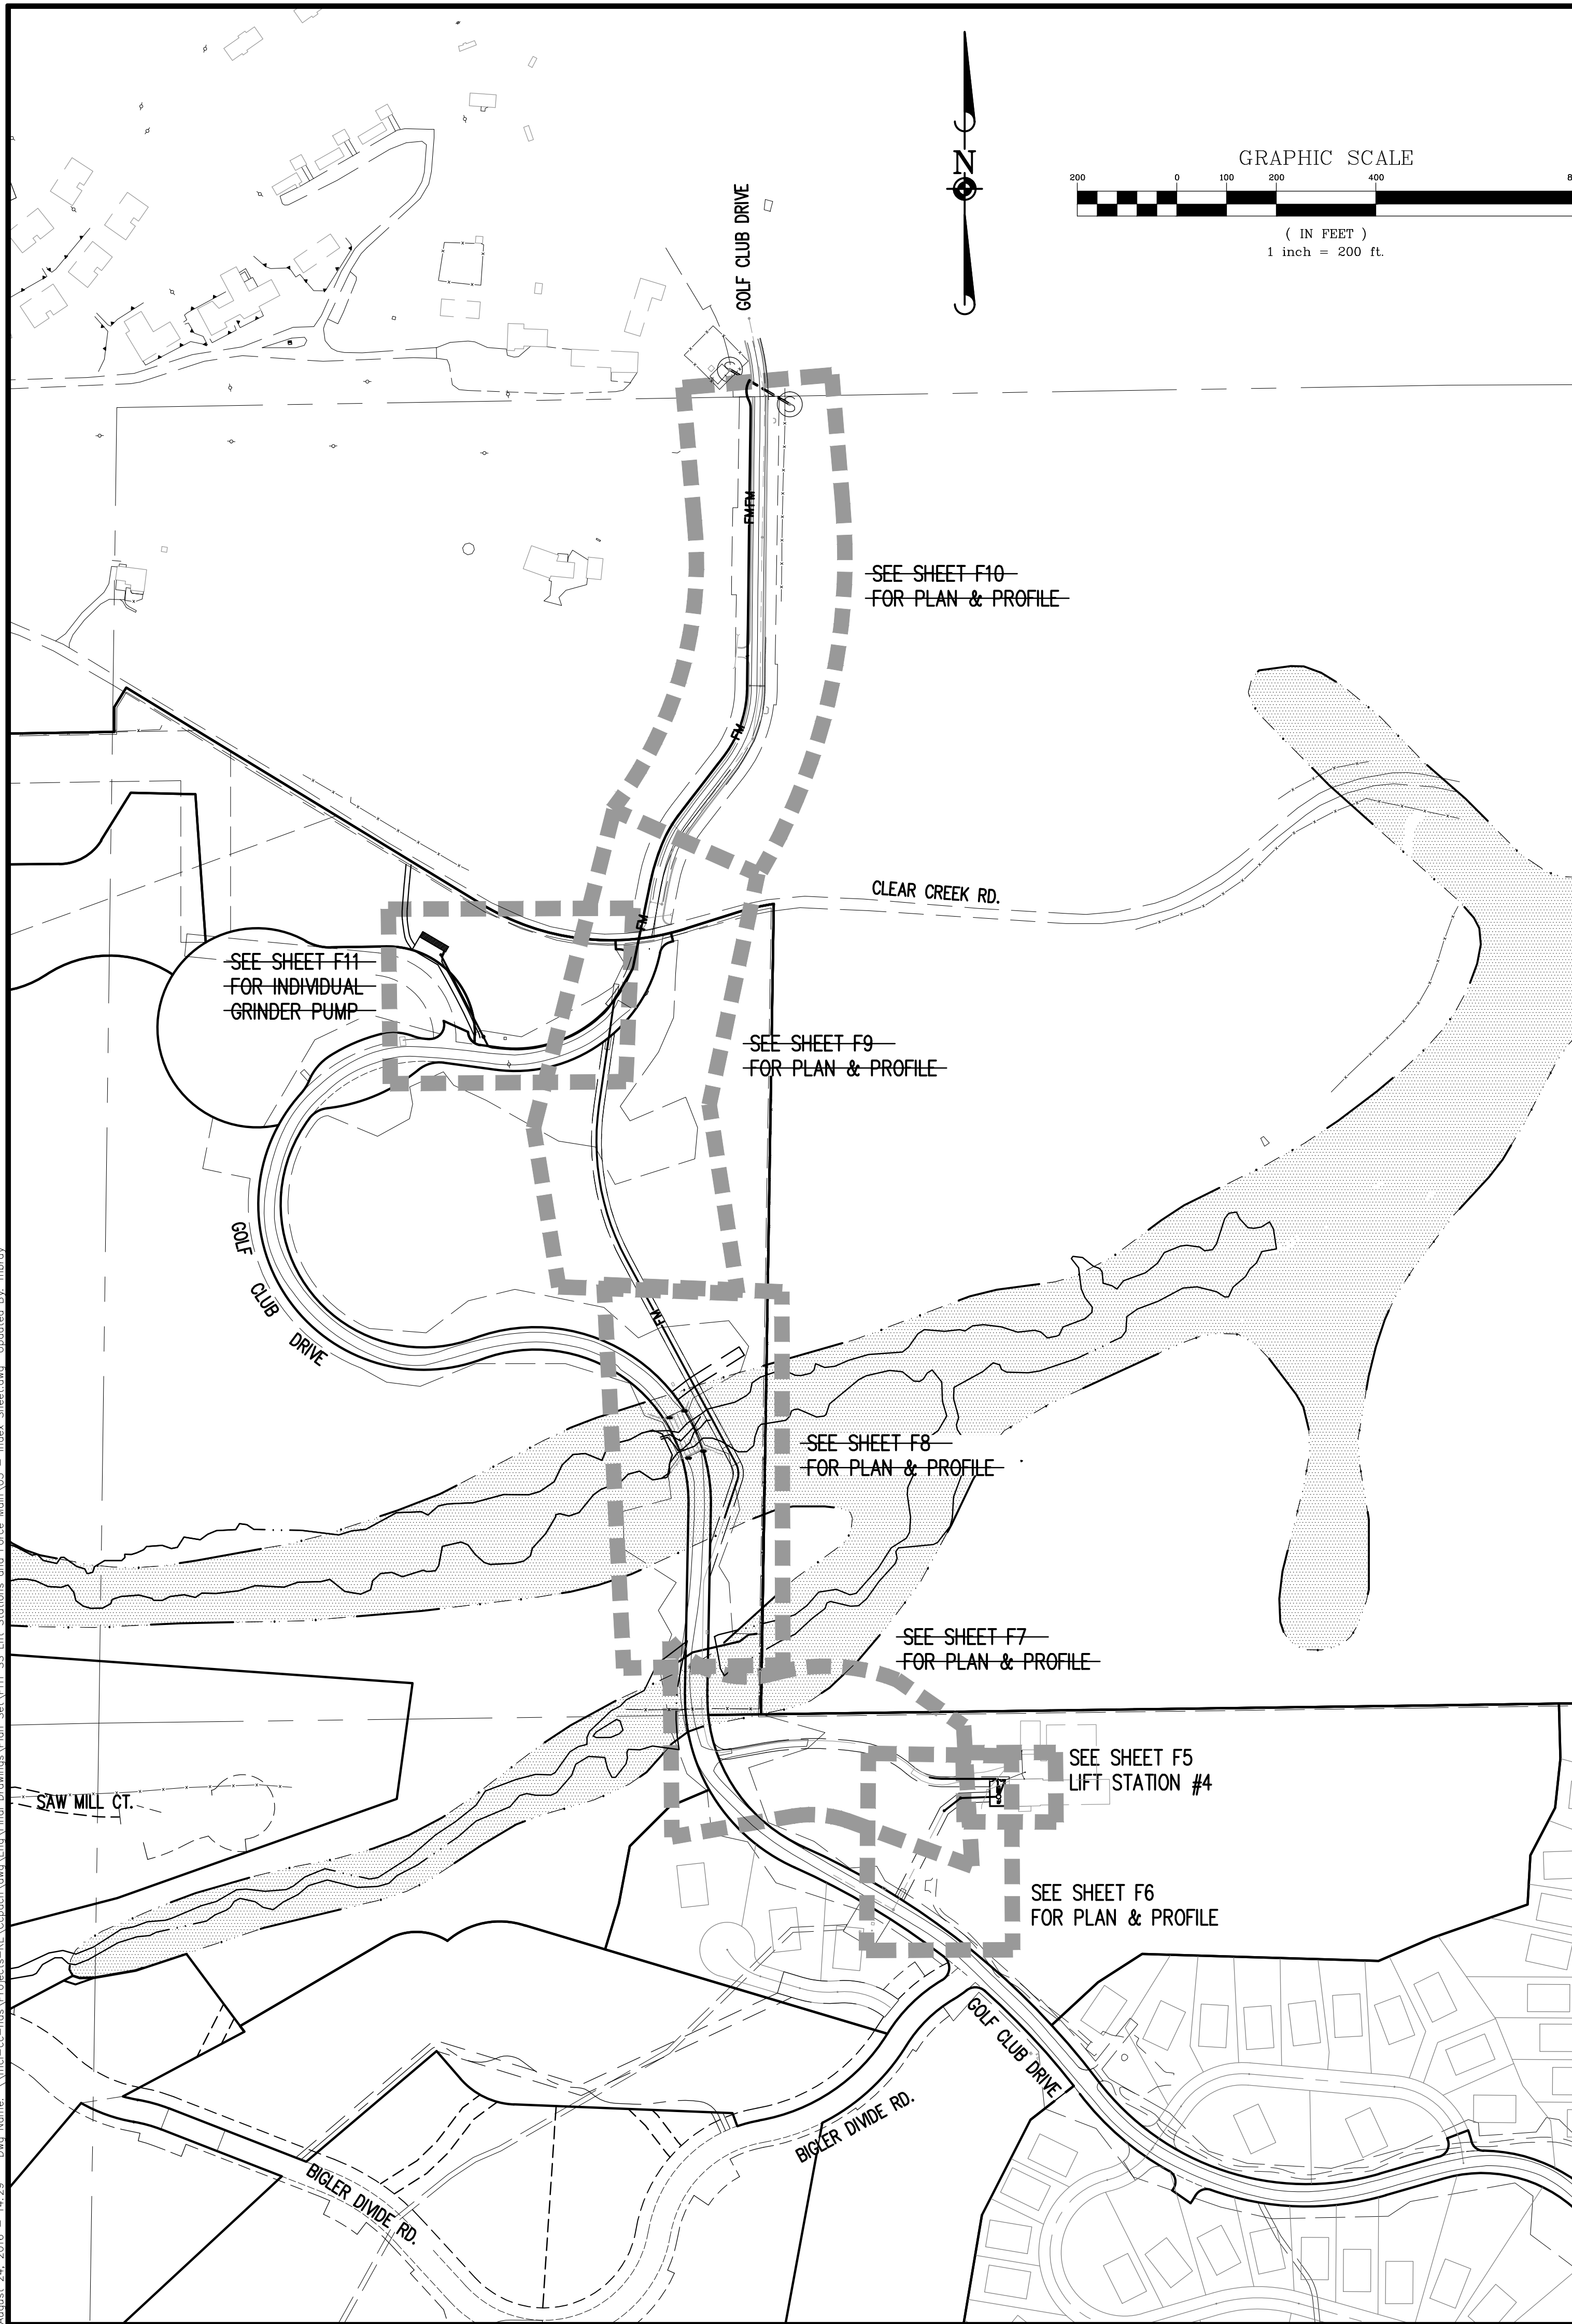 GRAPHIC SCALE
200 0 100 200 400
( IN FEET )
1 inch = 200 ft.
N
GOLF CLUB DRIVE
S
S
FM FM
SEE SHEET F10
FOR PLAN & PROFILE
FM
CLEAR CREEK RD.
FM
SEE SHEET F11
FOR INDIVIDUAL
GRINDER PUMP
SEE SHEET F9
FOR PLAN & PROFILE
GOLF CLUB DRIVE
FM
SEE SHEET F8
FOR PLAN & PROFILE
SEE SHEET F7
FOR PLAN & PROFILE
SEE SHEET F5
LIFT STATION #4
SAW MILL CT.
SEE SHEET F6
FOR PLAN & PROFILE
GOLF CLUB DRIVE
BIGLER DIVIDE RD.
BIGLER DIVIDE RD.